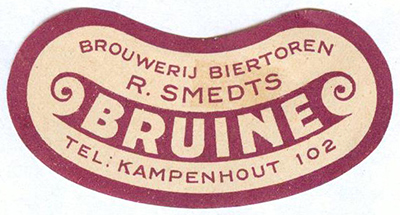 BROUWERIJ BIERTOREN
R. SMEDTS
BRUINE
TEL: KAMPENHOUT 102